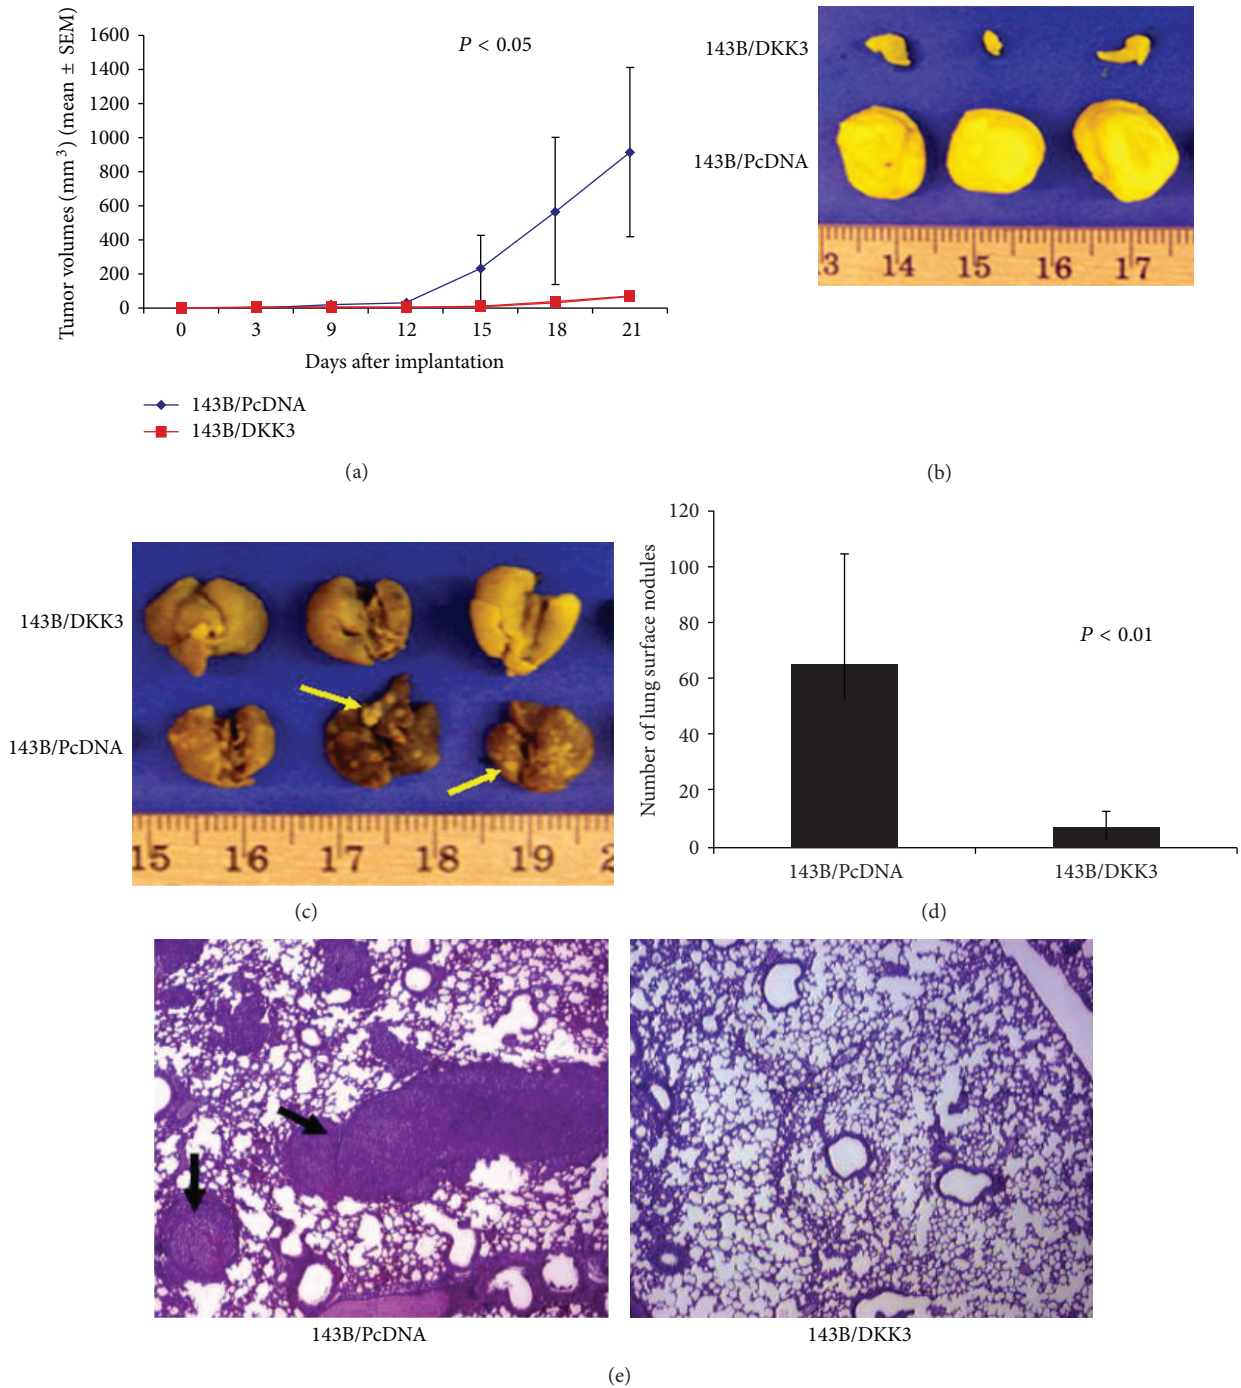 Tumor volumes (mm³) (mean ± SEM)
1600
1400
1200
1000
800
600
400
200
0
P < 0.05
0 3 9 12 15 18 21
Days after implantation
143B/PcDNA
143B/DKK3
(a)
143B/DKK3
143B/PcDNA
3 14 15 16 17
(b)
143B/DKK3
143B/PcDNA
15 16 17 18 19 2
(c)
Number of lung surface nodules
120
100
80
60
40
20
0
P < 0.01
143B/PcDNA 143B/DKK3
(d)
143B/PcDNA 143B/DKK3
(e)